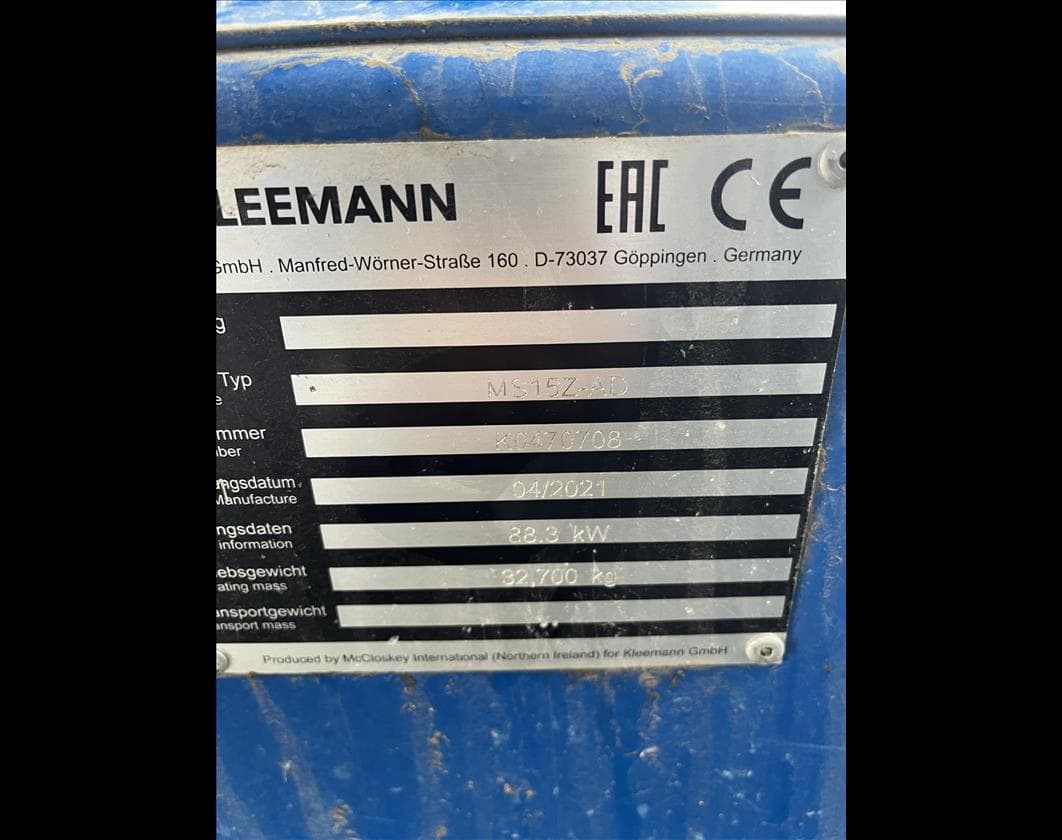 LEEMANN EAC CE
GmbH . Manfred-Wörner-Straße 160 . D-73037 Göppingen . Germany
g
Typ MS15Z-AD
e
mmer K0470708
ber
ngsdatum 04/2021
Manufacture
ngsdaten 88.3 kW
information
ebsgewicht 32,700 kg
ating mass
ansportgewicht
ansport mass
Produced by McCloskey International (Northern Ireland) for Kleemann GmbH